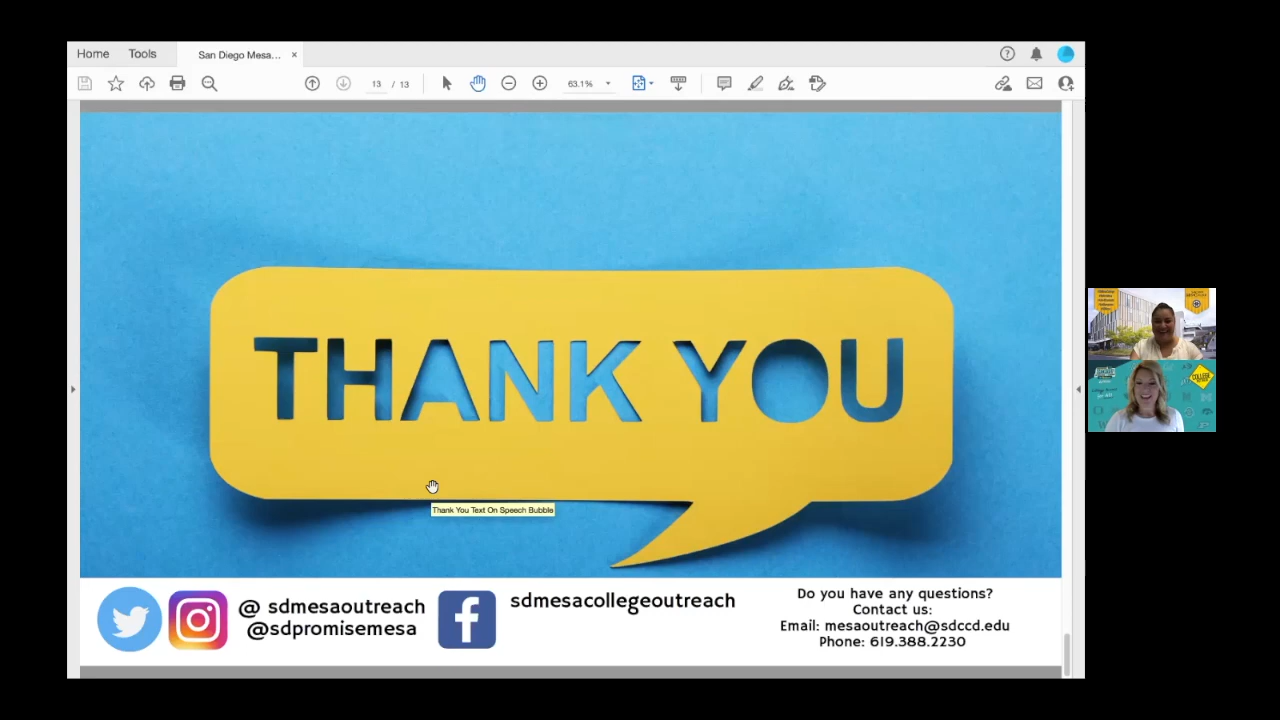 Home Tools San Diego Mesa... ×
13 / 13 63.1%
THANK YOU
Thank You Text On Speech Bubble
@ sdmesaoutreach
@sdpromisemesa
sdmesacollegeoutreach
Do you have any questions?
Contact us:
Email: mesaoutreach@sdccd.edu
Phone: 619.388.2230
COLLEGE